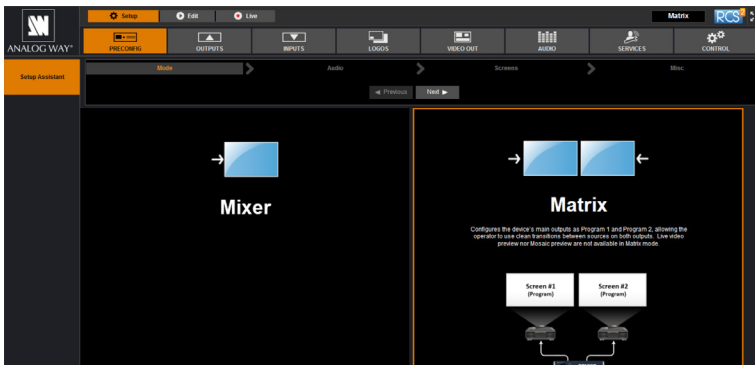 Setup
Edit
Live
Matrix
RCS²
ANALOG WAY®
PRECONFIG
OUTPUTS
INPUTS
LOGOS
VIDEO OUT
AUDIO
SERVICES
CONTROL
Setup Assistant
Mode
Audio
Screens
Misc
Previous
Next
Mixer
Matrix
Configures the device's main outputs as Program 1 and Program 2, allowing the
operator to use clean transitions between sources on both outputs. Live video
preview nor Mosaic preview are not available in Matrix mode.
Screen #1
(Program)
Screen #2
(Program)